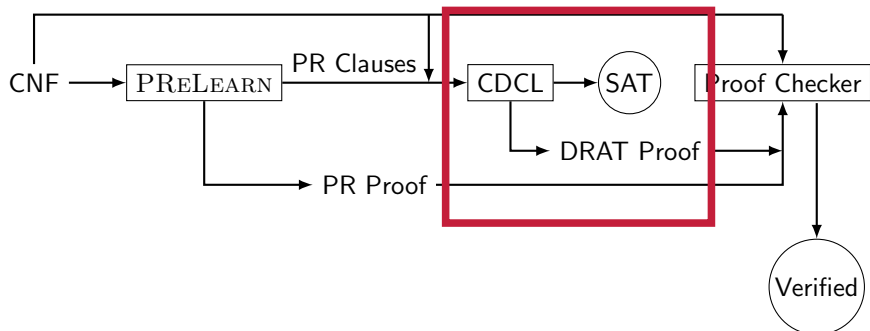 PR Clauses
CNF
PRELEARN
CDCL
SAT
Proof Checker
DRAT Proof
PR Proof
Verified